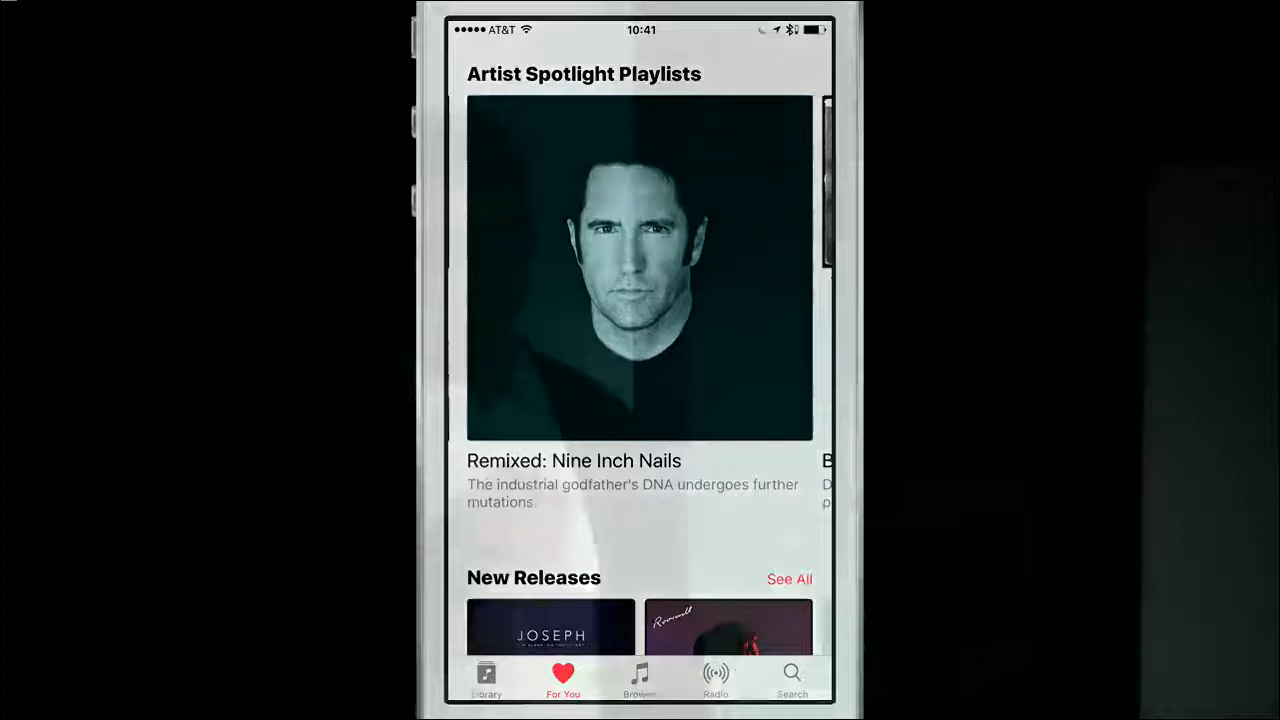 AT&T 10:41
Artist Spotlight Playlists
Remixed: Nine Inch Nails
The industrial godfather's DNA undergoes further
mutations.
B
D
p
New Releases
See All
JOSEPH
Roosevelt
Library
For You
Browse
Radio
Search